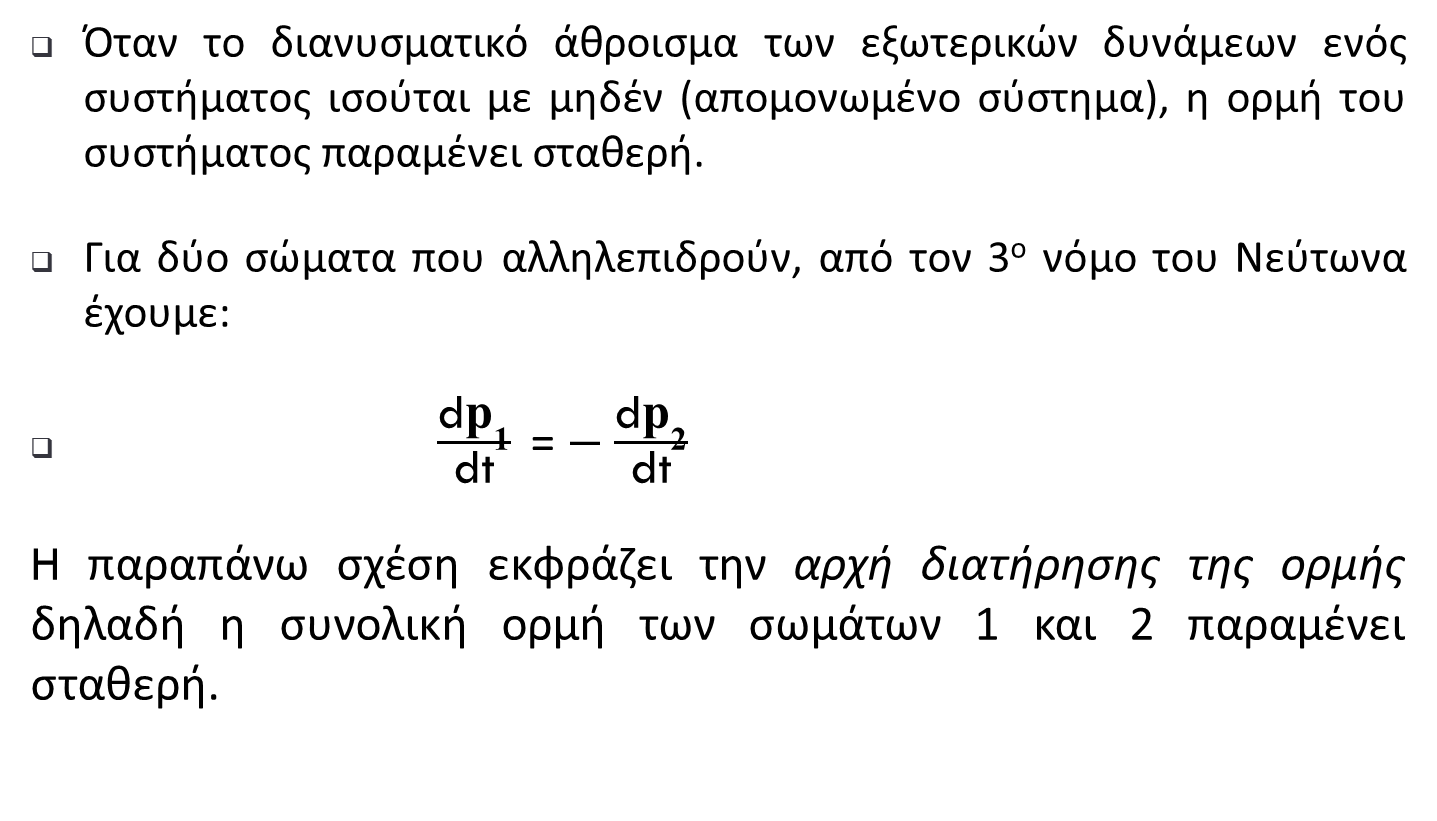 ❑ Όταν το διανυσματικό άθροισμα των εξωτερικών δυνάμεων ενός
συστήματος ισούται με μηδέν (απομονωμένο σύστημα), η ορμή του
συστήματος παραμένει σταθερή.
❑ Για δύο σώματα που αλληλεπιδρούν, από τον 3ο νόμο του Νεύτωνα
έχουμε:
❑ dp₁/dt = − dp₂/dt
Η παραπάνω σχέση εκφράζει την αρχή διατήρησης της ορμής
δηλαδή η συνολική ορμή των σωμάτων 1 και 2 παραμένει
σταθερή.